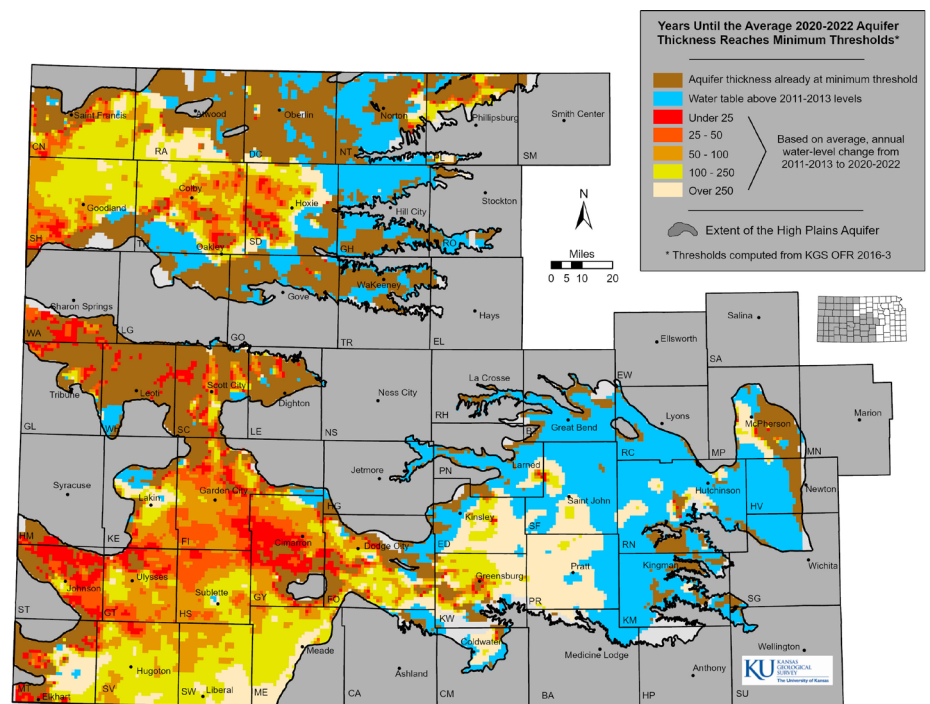 Years Until the Average 2020-2022 Aquifer
Thickness Reaches Minimum Thresholds*
Aquifer thickness already at minimum threshold
Water table above 2011-2013 levels
Under 25
25 - 50
50 - 100
100 - 250
Over 250
Based on average, annual
water-level change from
2011-2013 to 2020-2022
Extent of the High Plains Aquifer
* Thresholds computed from KGS OFR 2016-3
N
Miles
0 5 10 20
Saint Francis
Atwood
Oberlin
Norton
Phillipsburg
Smith Center
CN
RA
DC
NT
PL
SM
Goodland
Colby
Hoxie
Hill City
Stockton
Oakley
SH
TH
SD
GH
RO
Sharon Springs
Gove
WaKeeney
Hays
WA
LG
GO
TR
EL
Tribune
Leoti
Scott City
Dighton
Ness City
La Crosse
Great Bend
Ellsworth
Salina
EW
SA
Lyons
McPherson
Marion
GL
WH
SC
LE
NS
RH
BT
RC
MP
MN
Syracuse
Lakin
Garden City
Jetmore
PN
Larned
Saint John
Hutchinson
Newton
HM
KE
FI
HG
ED
SF
RN
HV
Cimarron
Dodge City
Kinsley
Johnson
Ulysses
Sublette
Greensburg
Pratt
Kingman
Wichita
ST
GT
HS
GY
FO
KW
PR
KM
SG
Hugoton
Liberal
Meade
Ashland
Coldwater
Medicine Lodge
Anthony
Wellington
Elkhart
MT
SV
SW
ME
CA
CM
BA
HP
SU
KU
KANSAS
GEOLOGICAL
SURVEY
The University of Kansas